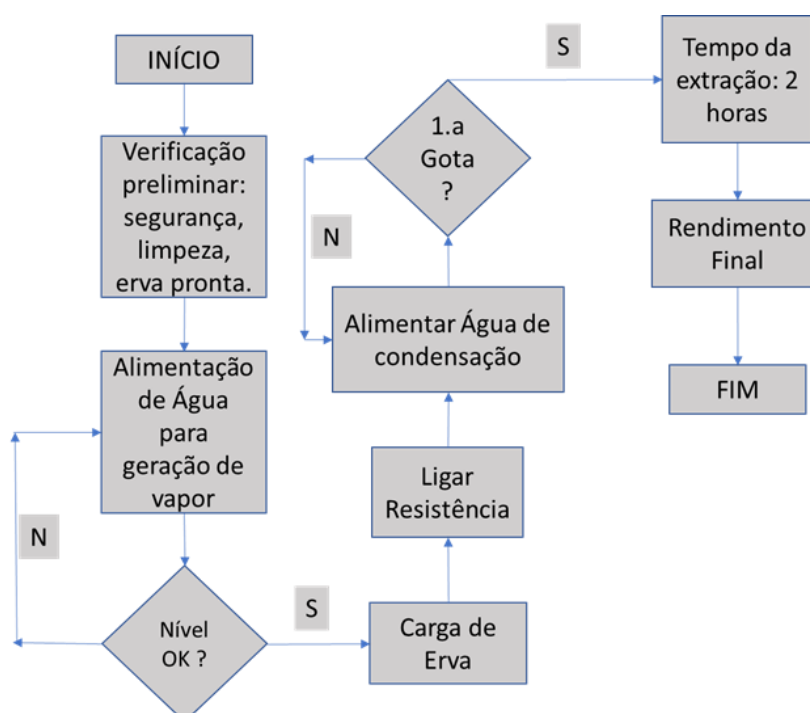 INÍCIO
Verificação
preliminar:
segurança,
limpeza,
erva pronta.
Alimentação
de Água
para
geração de
vapor
N
Nível
OK ?
S
Carga de
Erva
Ligar
Resistência
Alimentar Água de
condensação
N
1.a
Gota
?
S
Tempo da
extração: 2
horas
Rendimento
Final
FIM